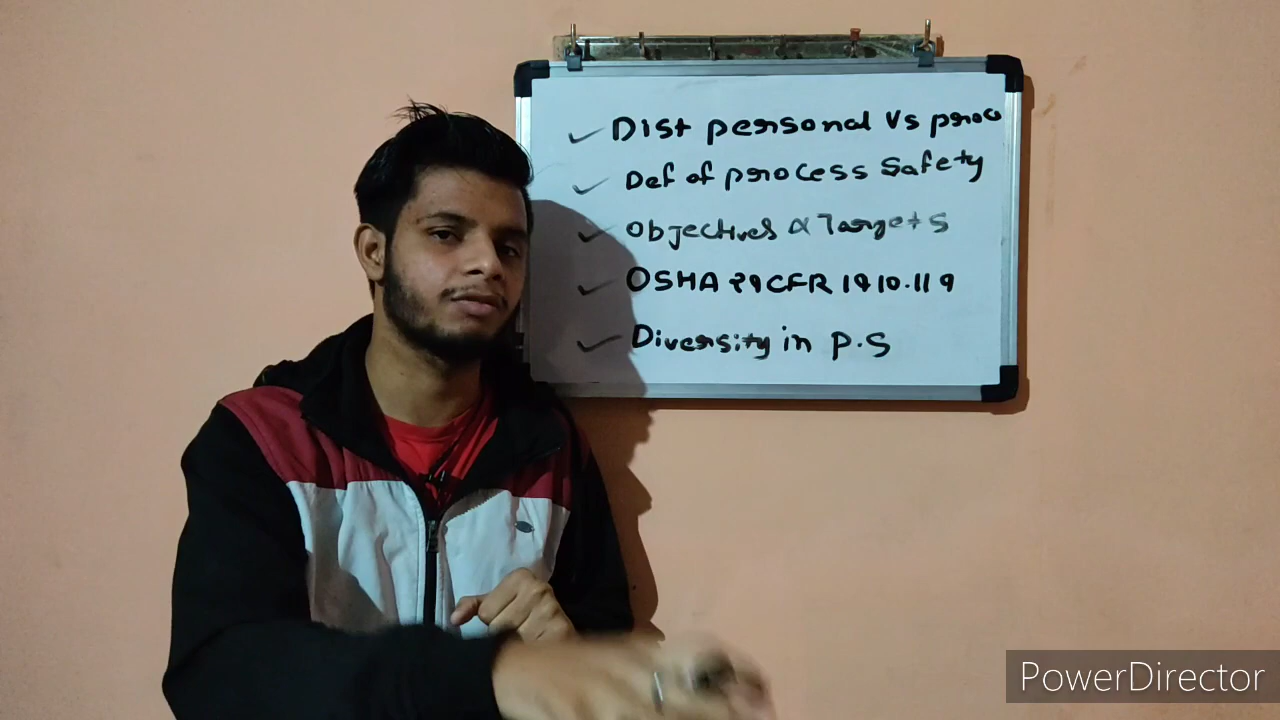 Dist personal Vs proc
Def of process Safety
Objectives & Targets
OSHA 29CFR 1910.119
Diversity in P.S
PowerDirector